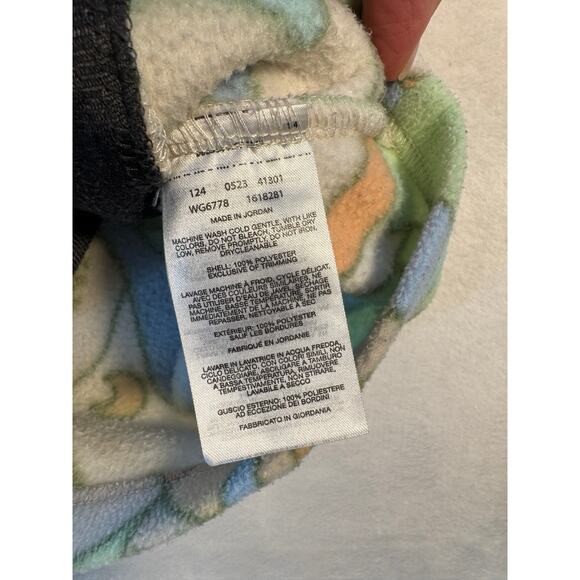 1/4
124 0523 41301
WG6778 1618281
MADE IN JORDAN
MACHINE WASH COLD GENTLE, WITH LIKE
COLORS, DO NOT BLEACH, TUMBLE DRY
LOW, REMOVE PROMPTLY, DO NOT IRON,
DRYCLEANABLE
SHELL: 100% POLYESTER
EXCLUSIVE OF TRIMMING
LAVAGE MACHINE À FROID, CYCLE DÉLICAT,
AVEC DES COULEURS SIMILAIRES, NE
PAS UTILISER D'EAU DE JAVEL, SÉCHAGE
MACHINE, BASSE TEMPÉRATURE, SORTIR
IMMÉDIATEMENT DE LA MACHINE, NE PAS
REPASSER, NETTOYABLE À SEC
EXTÉRIEUR: 100% POLYESTER
SAUF LES BORDURES
FABRIQUÉ EN JORDANIE
LAVARE IN LAVATRICE IN ACQUA FREDDA,
CICLO DELICATO, CON COLORI SIMILI, NON
CANDEGGIARE, ASCIUGARE A TAMBURO
A BASSA TEMPERATURA, RIMUOVERE
TEMPESTIVAMENTE, NON STIRARE,
LAVABILE A SECCO
GUSCIO ESTERNO: 100% POLIESTERE
AD ECCEZIONE DEI BORDINI
FABBRICATO IN GIORDANIA